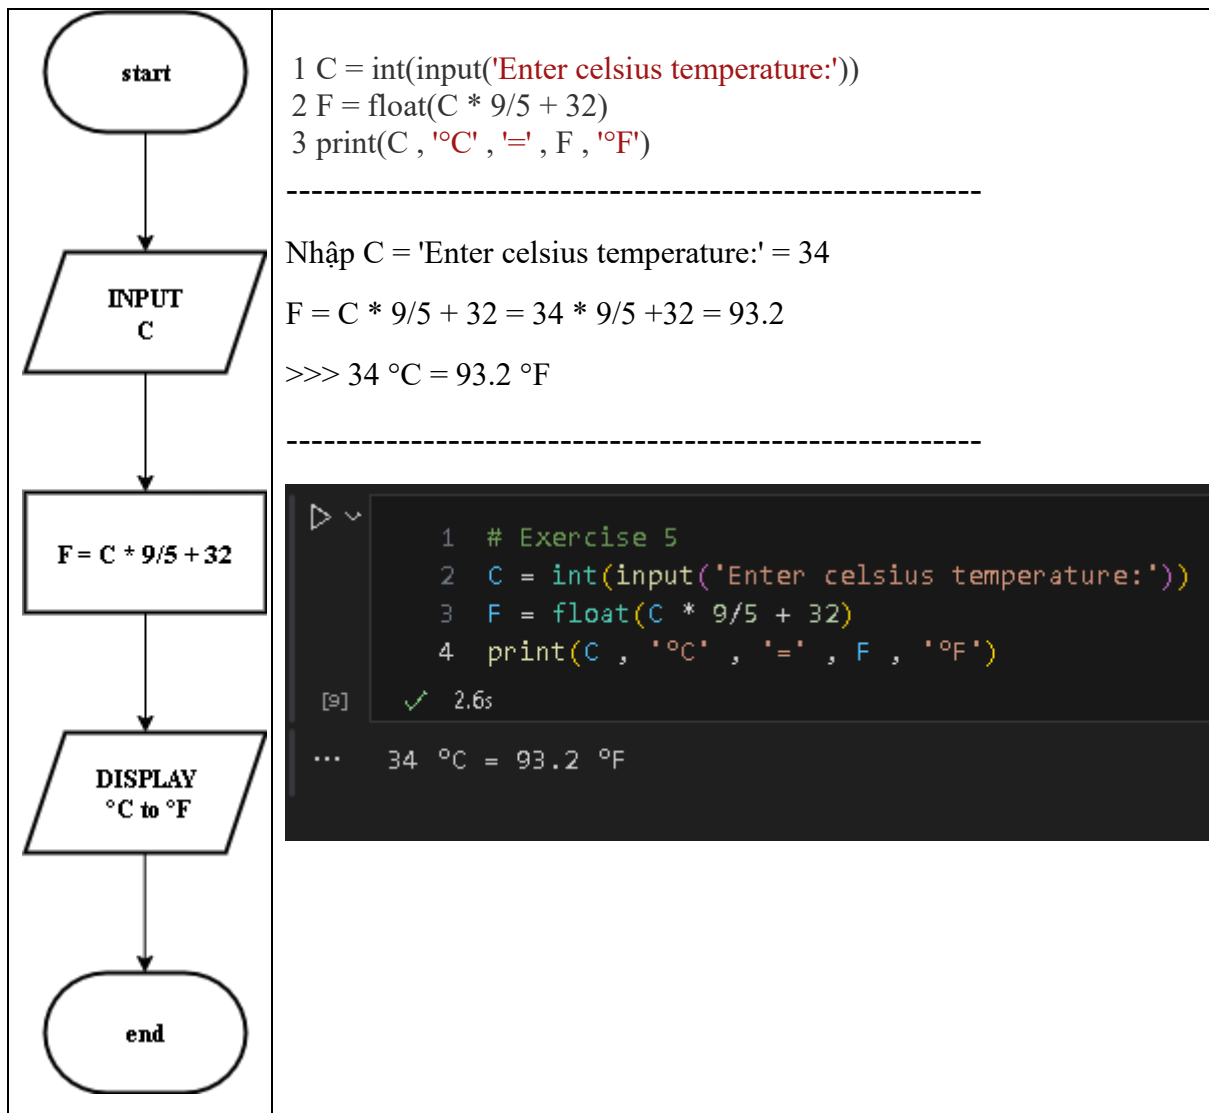 start
INPUT
C
F = C * 9/5 + 32
DISPLAY
°C to °F
end
1 C = int(input('Enter celsius temperature:'))
2 F = float(C * 9/5 + 32)
3 print(C , '°C' , '=' , F , '°F')
-------------------------------------------------------
Nhập C = 'Enter celsius temperature:' = 34
F = C * 9/5 + 32 = 34 * 9/5 +32 = 93.2
>>> 34 °C = 93.2 °F
-------------------------------------------------------
1 # Exercise 5
2 C = int(input('Enter celsius temperature:'))
3 F = float(C * 9/5 + 32)
4 print(C , '°C' , '=' , F , '°F')
[9] ✓ 2.6s
... 34 °C = 93.2 °F